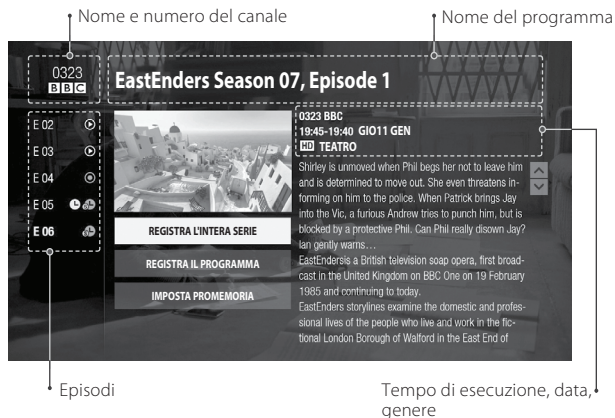 Nome e numero del canale
Nome del programma
0323
BBC
EastEnders Season 07, Episode 1
E 02
E 03
E 04
E 05
E 06
0323 BBC
19:45-19:40 GIO11 GEN
HD TEATRO
Shirley is unmoved when Phil begs her not to leave him
and is determined to move out. She even threatens in-
forming on him to the police. When Patrick brings Jay
into the Vic, a furious Andrew tries to punch him, but is
blocked by a protective Phil. Can Phil really disown Jay?
Ian gently warns…
EastEndersis a British television soap opera, first broad-
cast in the United Kingdom on BBC One on 19 February
1985 and continuing to today.
EastEnders storylines examine the domestic and profes-
sional lives of the people who live and work in the fic-
tional London Borough of Walford in the East End of
REGISTRA L'INTERA SERIE
REGISTRA IL PROGRAMMA
IMPOSTA PROMEMORIA
Episodi
Tempo di esecuzione, data,
genere